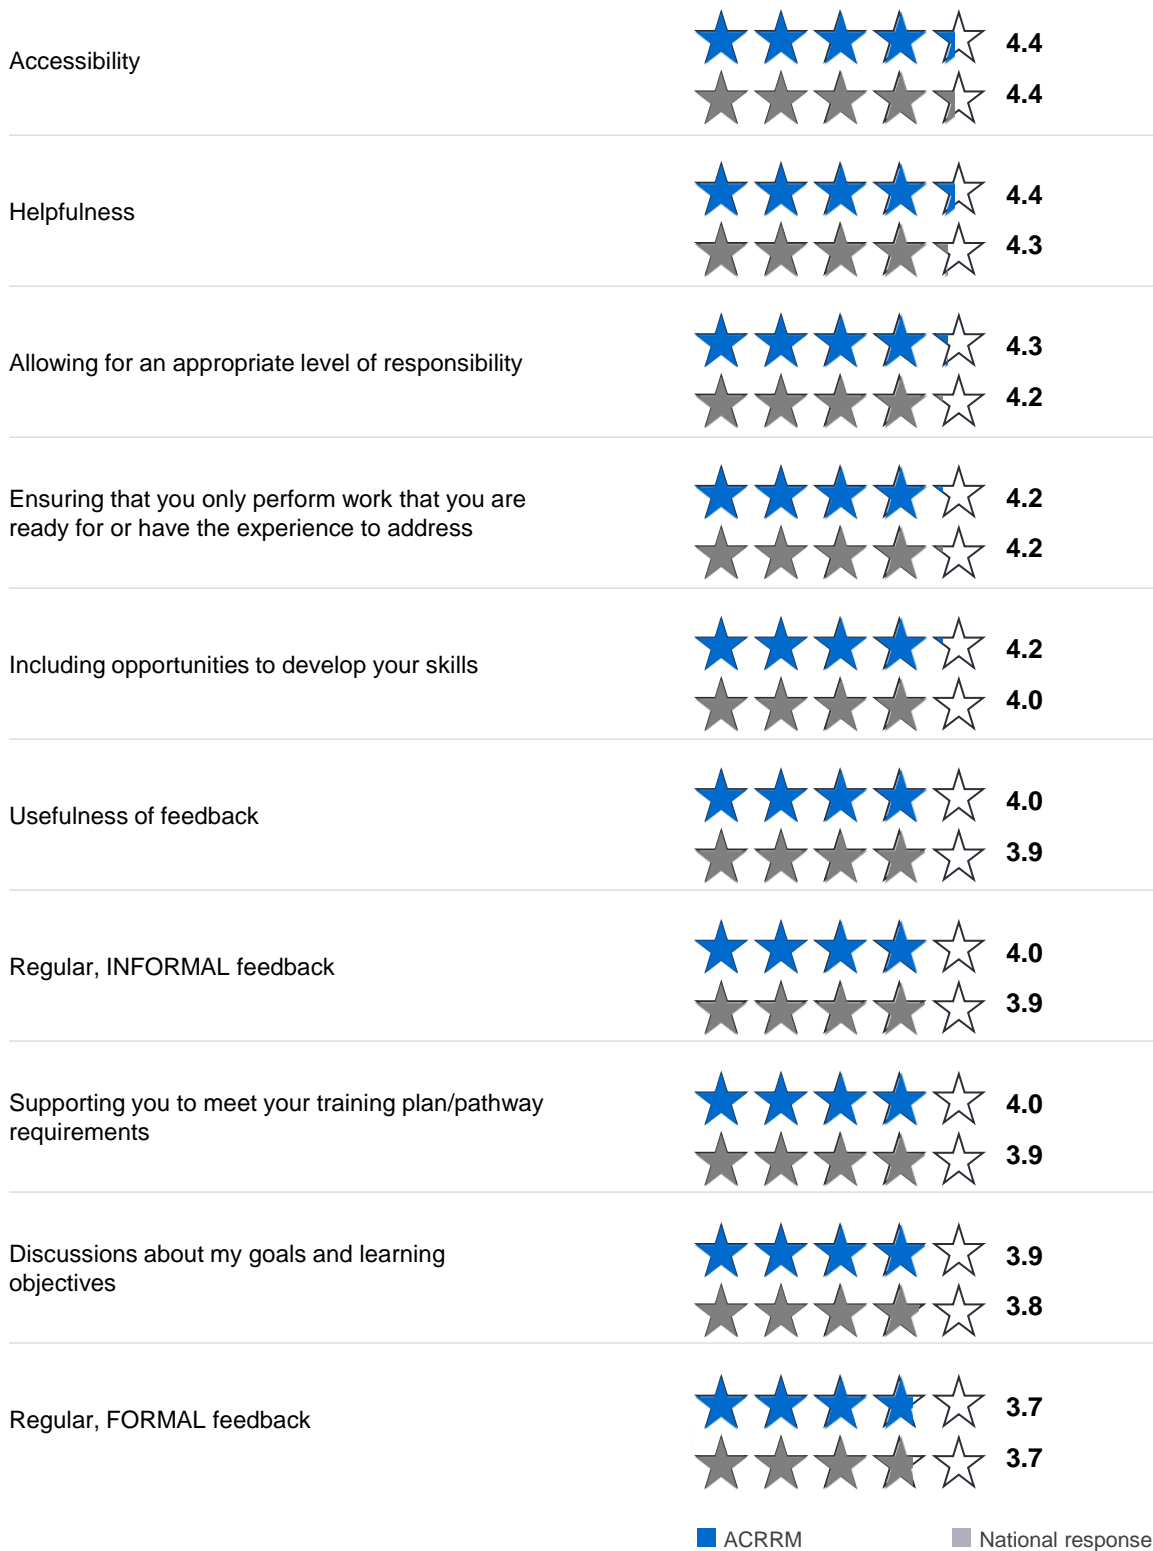 Accessibility
4.4
4.4
Helpfulness
4.4
4.3
Allowing for an appropriate level of responsibility
4.3
4.2
Ensuring that you only perform work that you are
ready for or have the experience to address
4.2
4.2
Including opportunities to develop your skills
4.2
4.0
Usefulness of feedback
4.0
3.9
Regular, INFORMAL feedback
4.0
3.9
Supporting you to meet your training plan/pathway
requirements
4.0
3.9
Discussions about my goals and learning
objectives
3.9
3.8
Regular, FORMAL feedback
3.7
3.7
ACRRM
National response